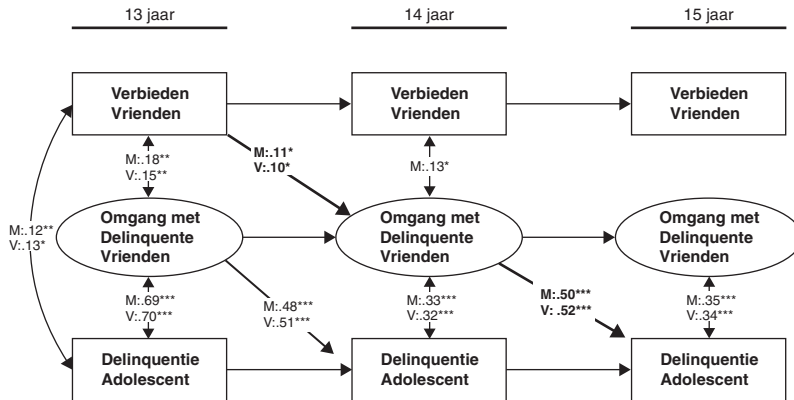 13 jaar
14 jaar
15 jaar
Verbieden
Vrienden
Verbieden
Vrienden
Verbieden
Vrienden
M:.18**
V:.15**
M:.11*
V:.10*
M:.13*
M:.12**
V:.13*
Omgang met
Delinquente
Vrienden
Omgang met
Delinquente
Vrienden
Omgang met
Delinquente
Vrienden
M:.69***
V:.70***
M:.48***
V:.51***
M:.33***
V:.32***
M:.50***
V: .52***
M:.35***
V:.34***
Delinquentie
Adolescent
Delinquentie
Adolescent
Delinquentie
Adolescent